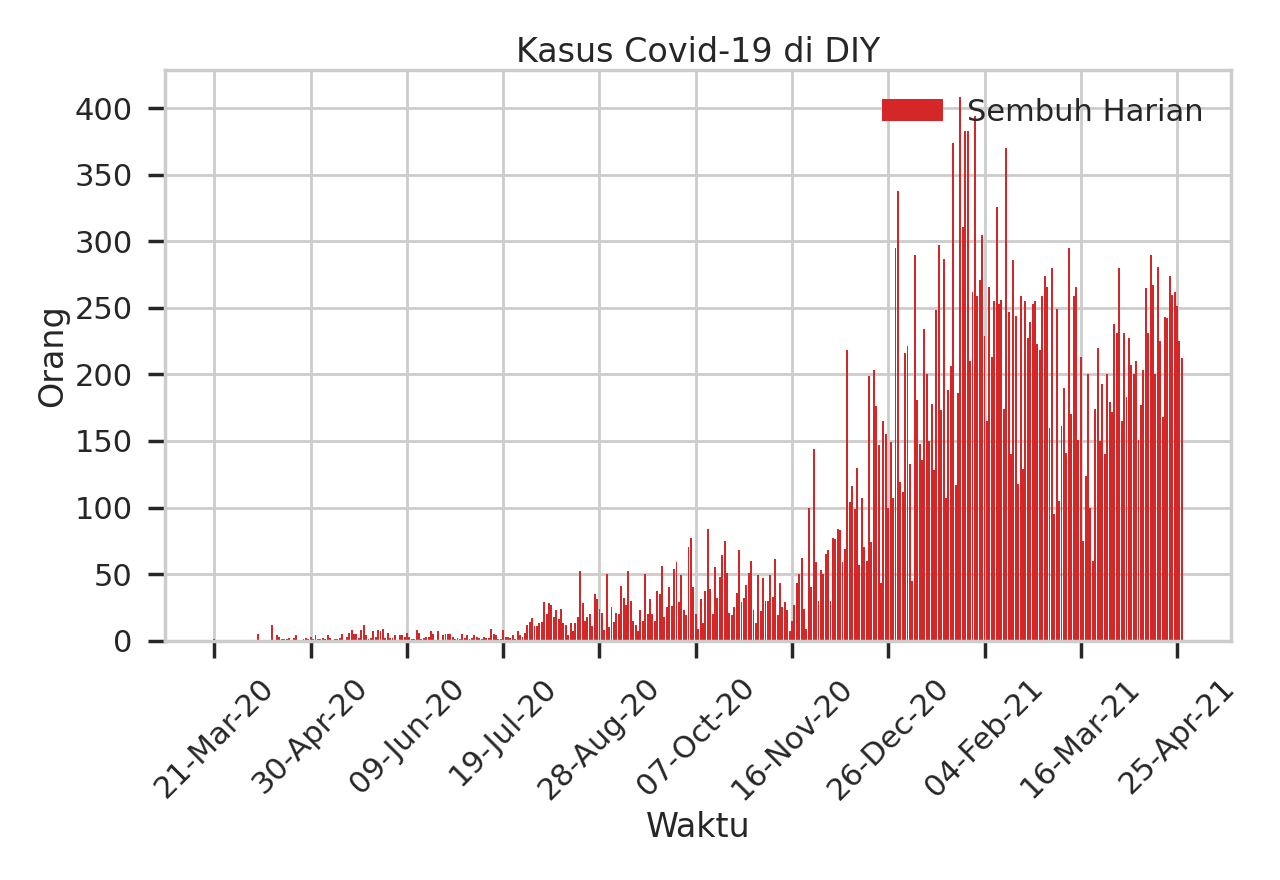 Kasus Covid-19 di DIY
Sembuh Harian
400
350
300
250
200
150
100
50
0
Orang
21-Mar-20
30-Apr-20
09-Jun-20
19-Jul-20
28-Aug-20
07-Oct-20
16-Nov-20
26-Dec-20
04-Feb-21
16-Mar-21
25-Apr-21
Waktu